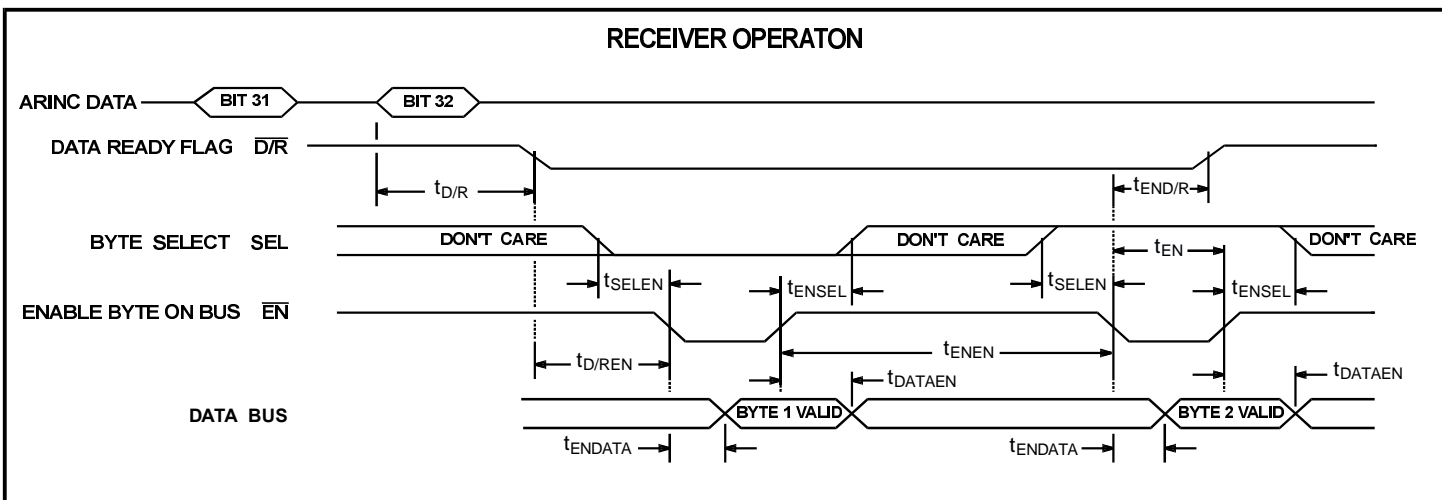 RECEIVER OPERATON
ARINC DATA BIT 31 BIT 32
DATA READY FLAG D/R
tD/R tEND/R
BYTE SELECT SEL DON'T CARE DON'T CARE DON"T CARE
tEN
tSELEN tENSEL tSELEN tENSEL
ENABLE BYTE ON BUS EN
tD/REN tENEN
tDATAEN tDATAEN
DATA BUS BYTE 1 VALID BYTE 2 VALID
tENDATA tENDATA